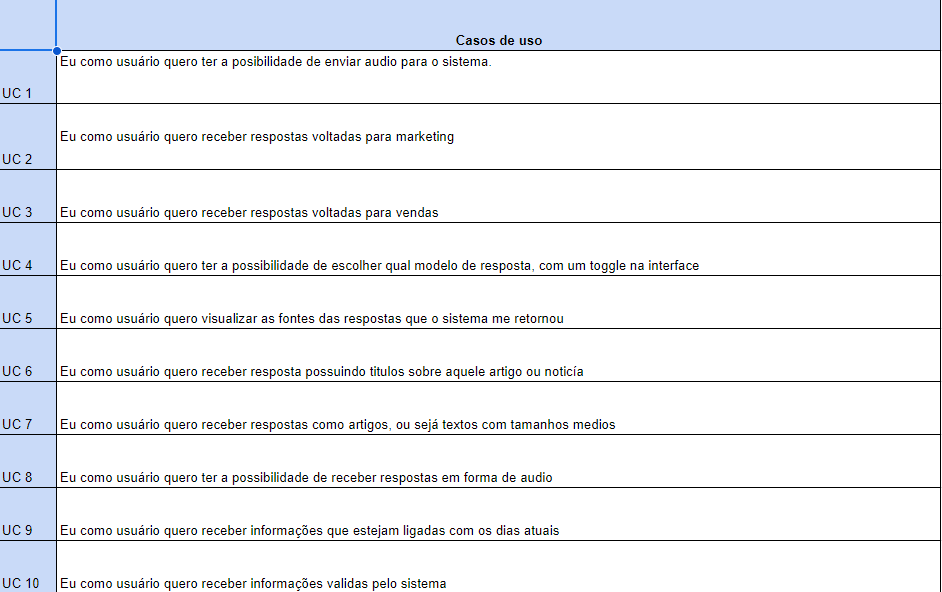 Casos de uso
Eu como usuário quero ter a posibilidade de enviar audio para o sistema.
UC 1
Eu como usuário quero receber respostas voltadas para marketing
UC 2
UC 3 Eu como usuário quero receber respostas voltadas para vendas
UC 4 Eu como usuário quero ter a possibilidade de escolher qual modelo de resposta, com um toggle na interface
UC 5 Eu como usuário quero visualizar as fontes das respostas que o sistema me retornou
UC 6 Eu como usuário quero receber resposta possuindo titulos sobre aquele artigo ou noticía
UC 7 Eu como usuário quero receber respostas como artigos, ou sejá textos com tamanhos medios
UC 8 Eu como usuário quero ter a possibilidade de receber respostas em forma de audio
UC 9 Eu como usuário quero receber informações que estejam ligadas com os dias atuais
UC 10 Eu como usuário quero receber informações validas pelo sistema